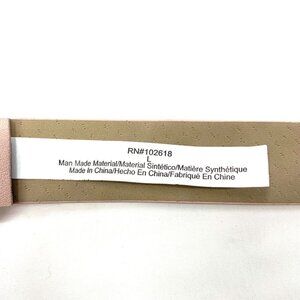 RN#102618
L
Man Made Material/Material Sintético/Matière Synthétique
Made In China/Hecho En China/Fabriqué En Chine